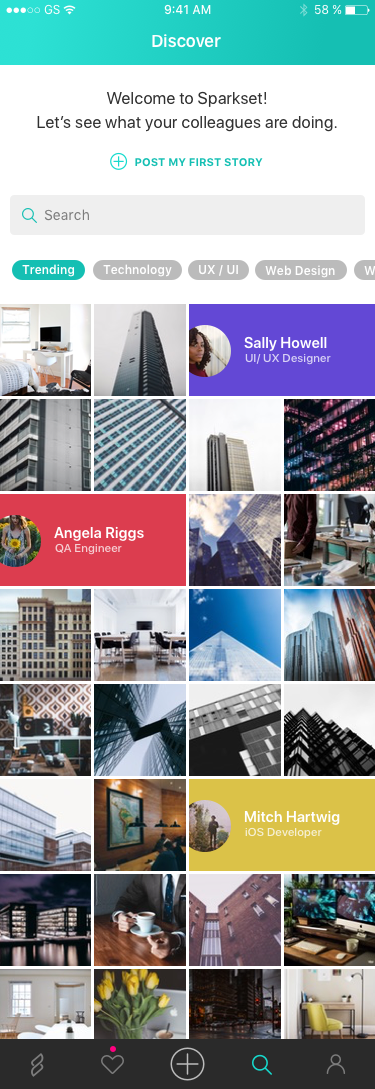 GS 9:41 AM 58 %
Discover
Welcome to Sparkset!
Let's see what your colleagues are doing.
POST MY FIRST STORY
Search
Trending Technology UX / UI Web Design W
Sally Howell
UI/ UX Designer
Angela Riggs
QA Engineer
Mitch Hartwig
iOS Developer